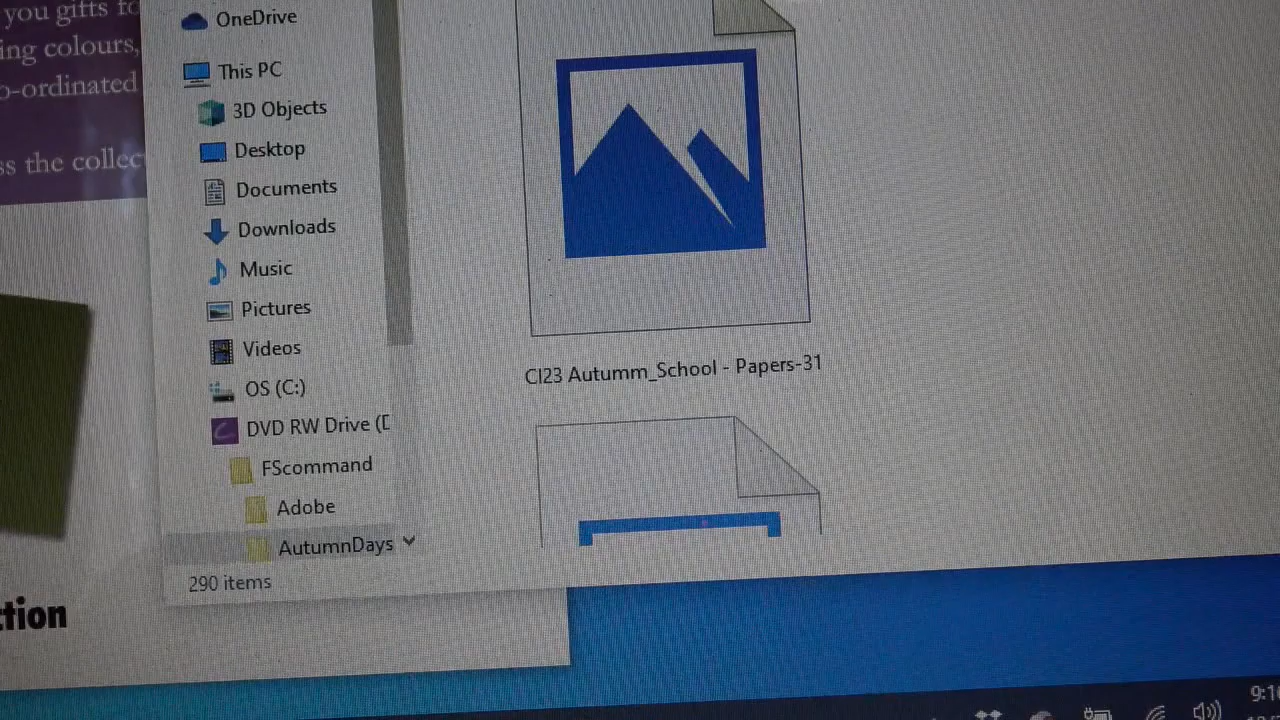 you gifts
ing colours,
o-ordinated
ss the collec
ction
OneDrive
This PC
3D Objects
Desktop
Documents
Downloads
Music
Pictures
Videos
OS (C:)
DVD RW Drive (D
FScommand
Adobe
AutumnDays
290 items
CI23 Autumm_School - Papers-31